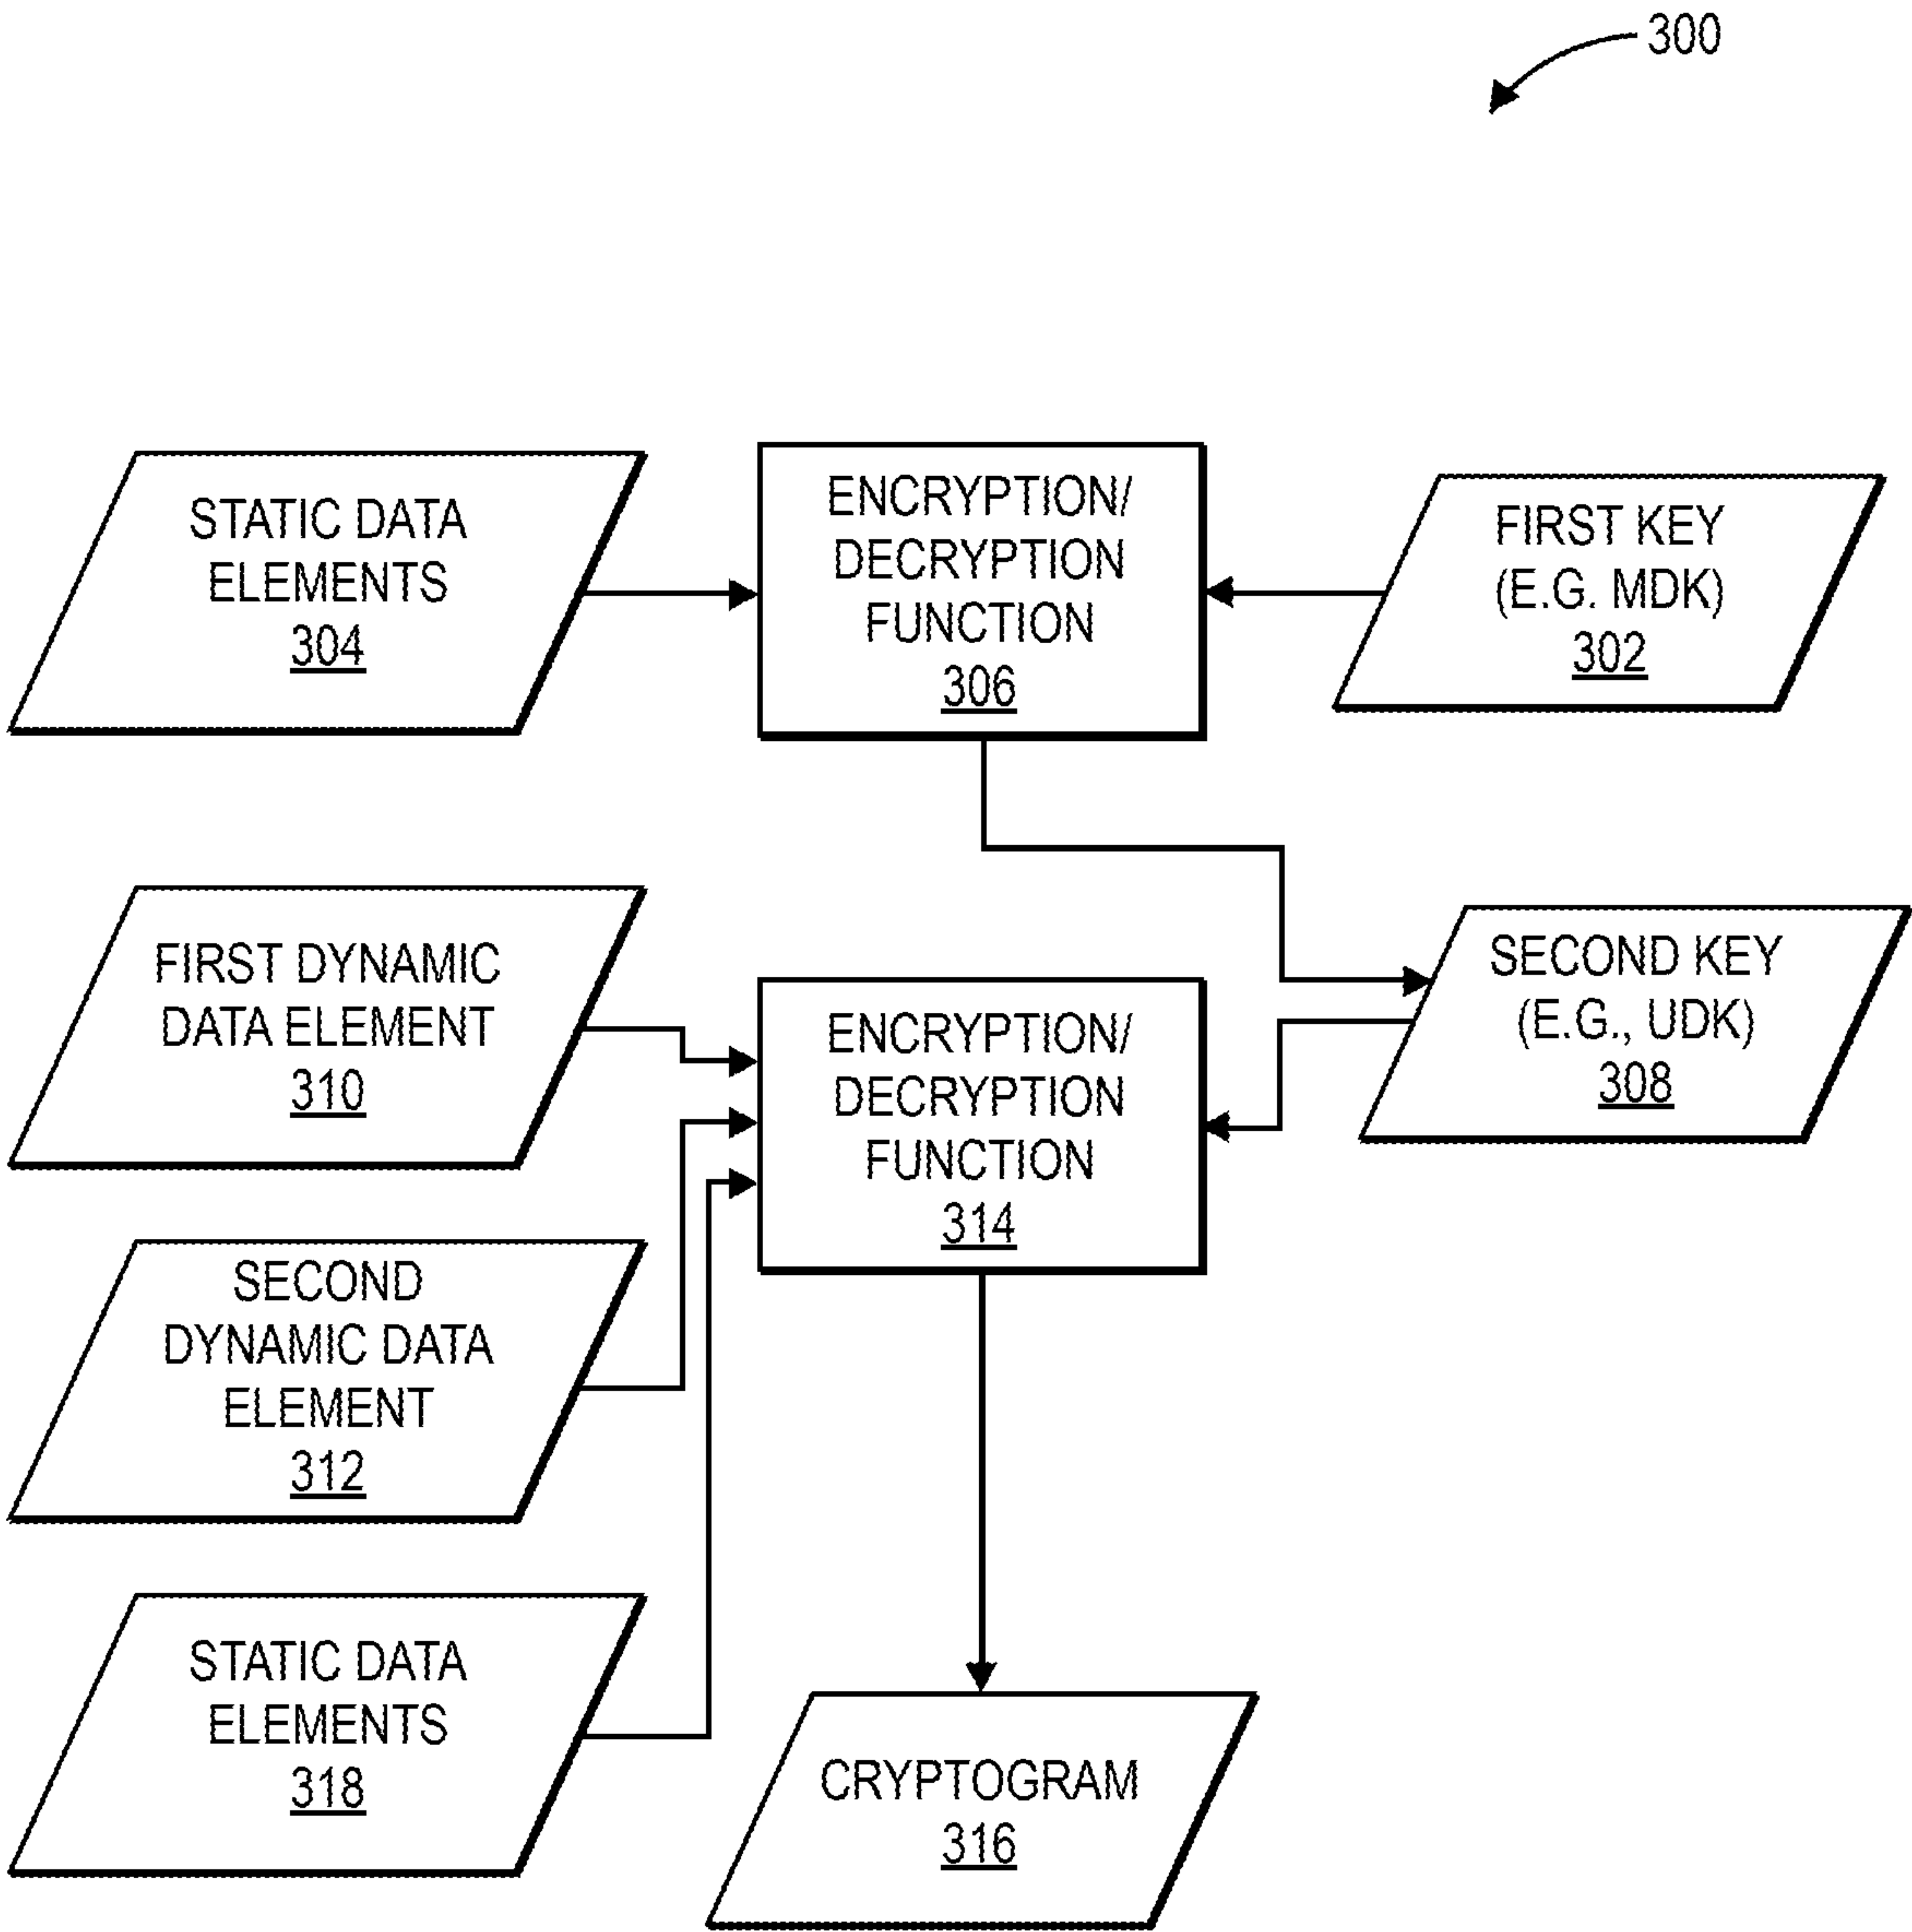 300
STATIC DATA
ELEMENTS
304
ENCRYPTION/
DECRYPTION
FUNCTION
306
FIRST KEY
(E.G. MDK)
302
FIRST DYNAMIC
DATA ELEMENT
310
ENCRYPTION/
DECRYPTION
FUNCTION
314
SECOND KEY
(E.G., UDK)
308
SECOND
DYNAMIC DATA
ELEMENT
312
STATIC DATA
ELEMENTS
318
CRYPTOGRAM
316